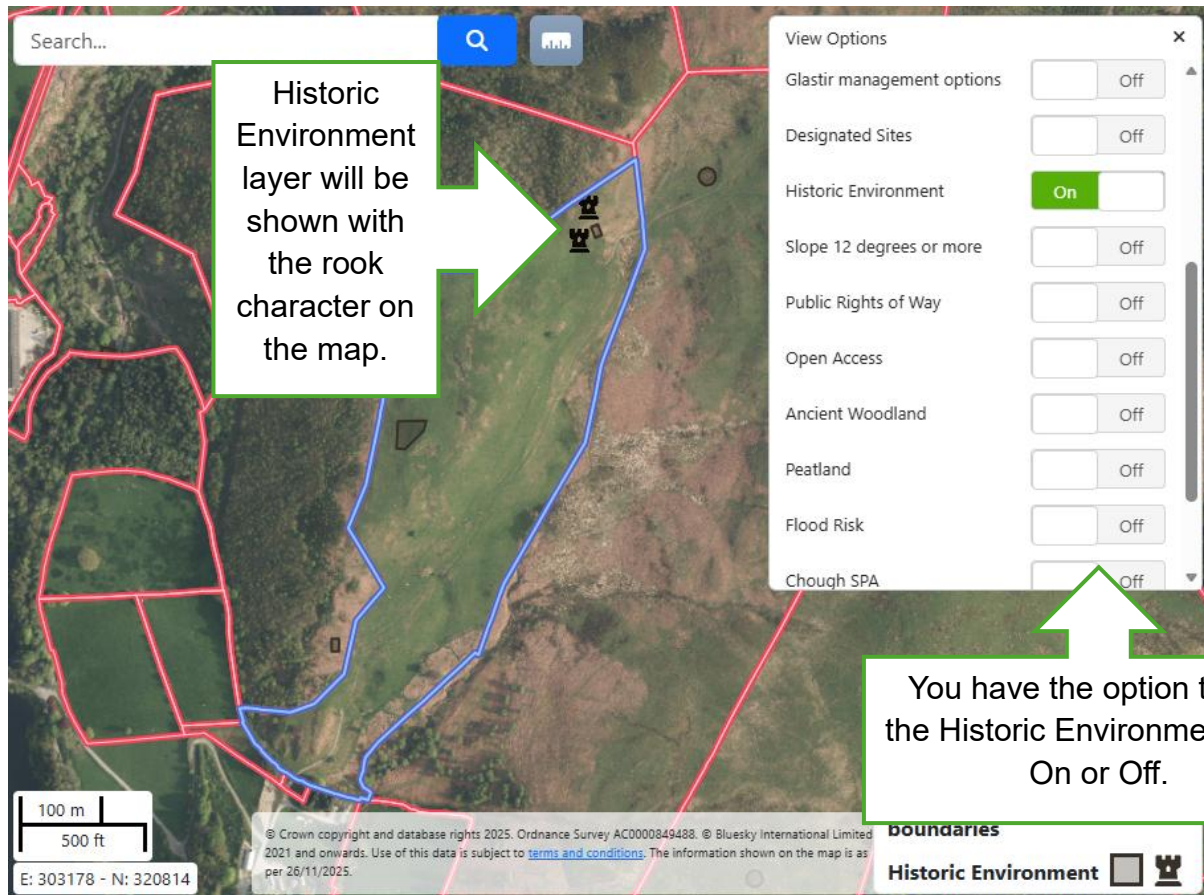 Search...
Historic
Environment
layer will be
shown with
the rook
character on
the map.
View Options
Glastir management options Off
Designated Sites Off
Historic Environment On
Slope 12 degrees or more Off
Public Rights of Way Off
Open Access Off
Ancient Woodland Off
Peatland Off
Flood Risk Off
Chough SPA Off
You have the option
the Historic
On or Off.
boundaries
Historic Environment
100 m
500 ft
E: 303178 - N: 320814
© Crown copyright and database rights 2025. Ordnance Survey AC0000849488. © Bluesky International Limited
2021 and onwards. Use of this data is subject to terms and conditions. The information shown on the map is as
per 26/11/2025.